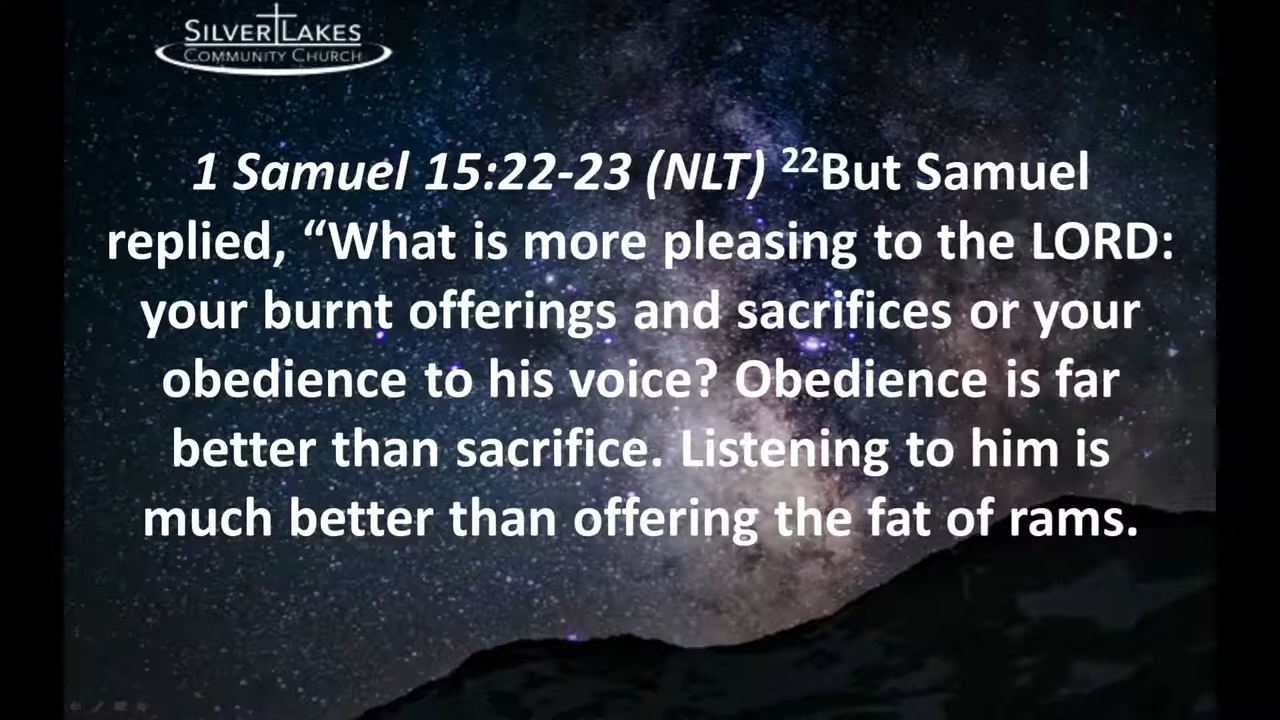 SILVER LAKES
COMMUNITY CHURCH
1 Samuel 15:22-23 (NLT) ²²But Samuel
replied, “What is more pleasing to the LORD:
your burnt offerings and sacrifices or your
obedience to his voice? Obedience is far
better than sacrifice. Listening to him is
much better than offering the fat of rams.